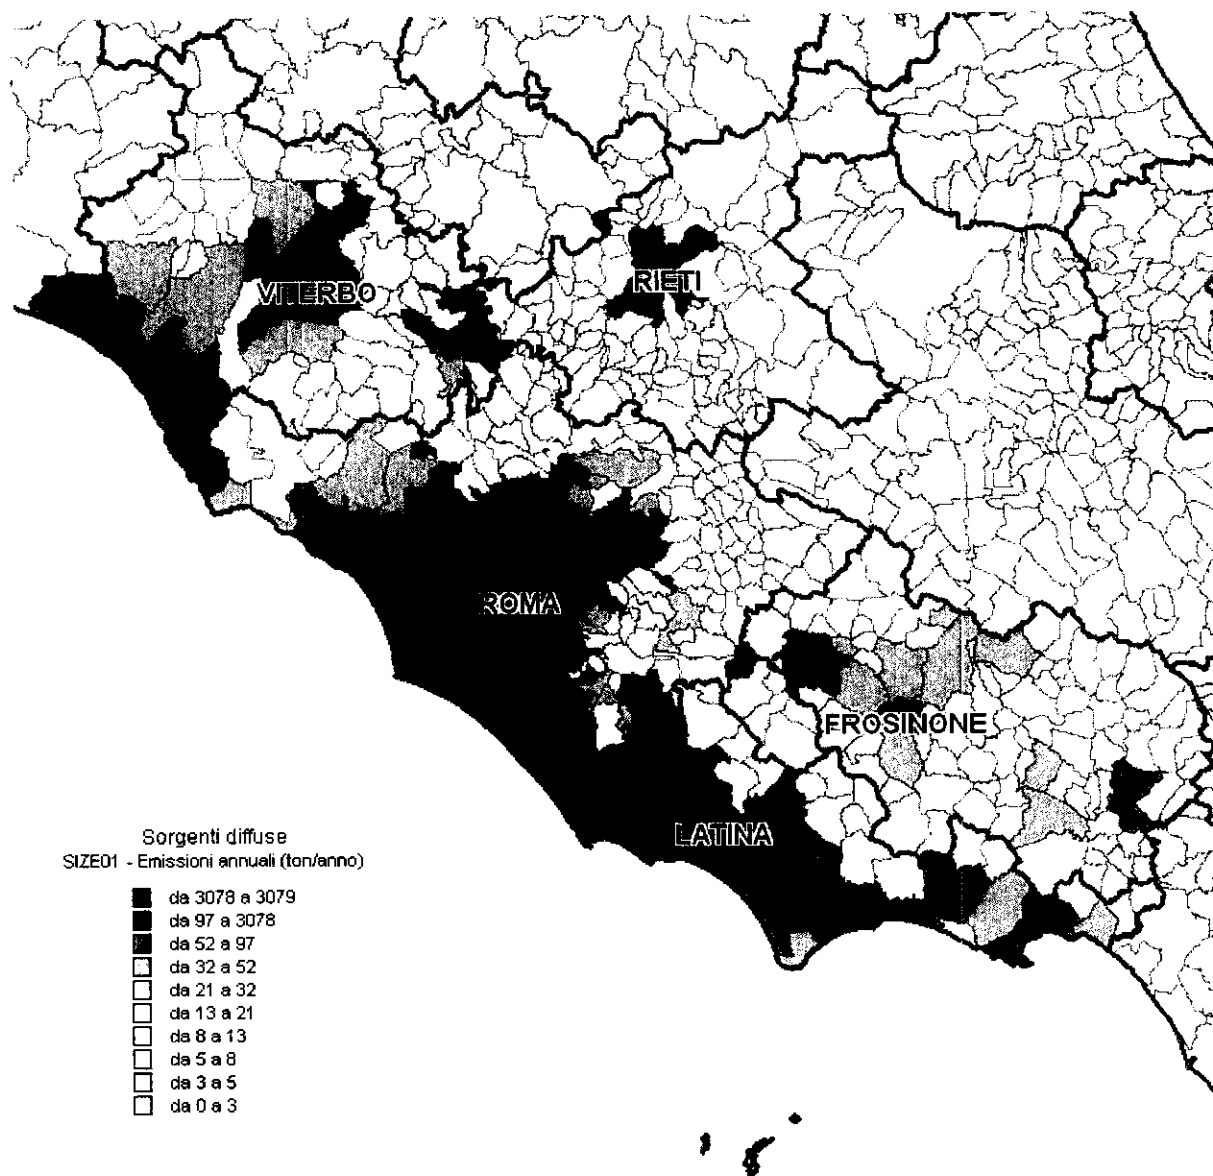 VITERBO
RIETI
ROMA
FROSINONE
LATINA
Sorgenti diffuse
SIZE01 - Emissioni annuali (ton/anno)
da 3078 a 3079
da 97 a 3078
da 52 a 97
da 32 a 52
da 21 a 32
da 13 a 21
da 8 a 13
da 5 a 8
da 3 a 5
da 0 a 3